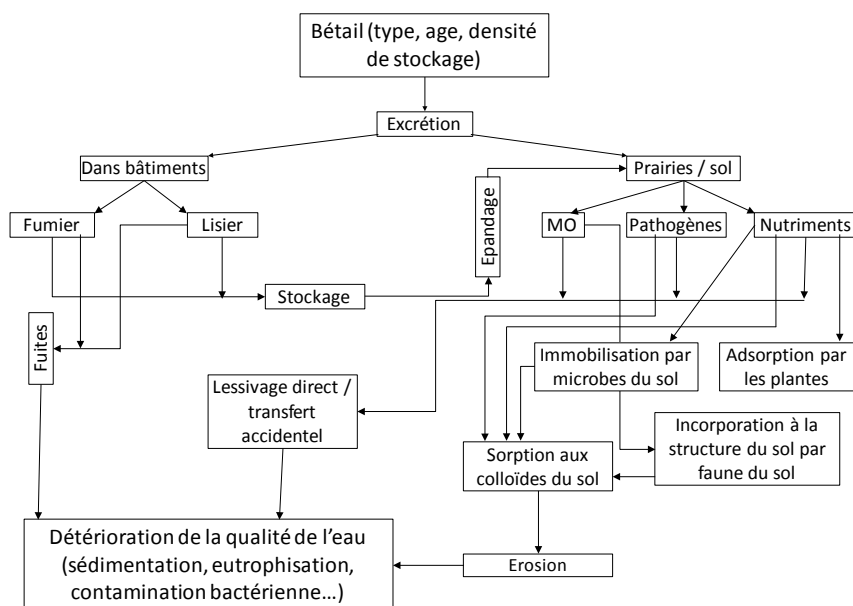 Bétail (type, age, densité
de stockage)
Excrétion
Dans bâtiments
Prairies / sol
Fumier
Lisier
Epandage
MO
Pathogènes
Nutriments
Stockage
Fuites
Immobilisation par
microbes du sol
Adsorption par
les plantes
Lessivage direct /
transfert
accidentel
Incorporation à la
structure du sol par
faune du sol
Sorption aux
colloïdes du sol
Détérioration de la qualité de l’eau
(sédimentation, eutrophisation,
contamination bactérienne…)
Erosion